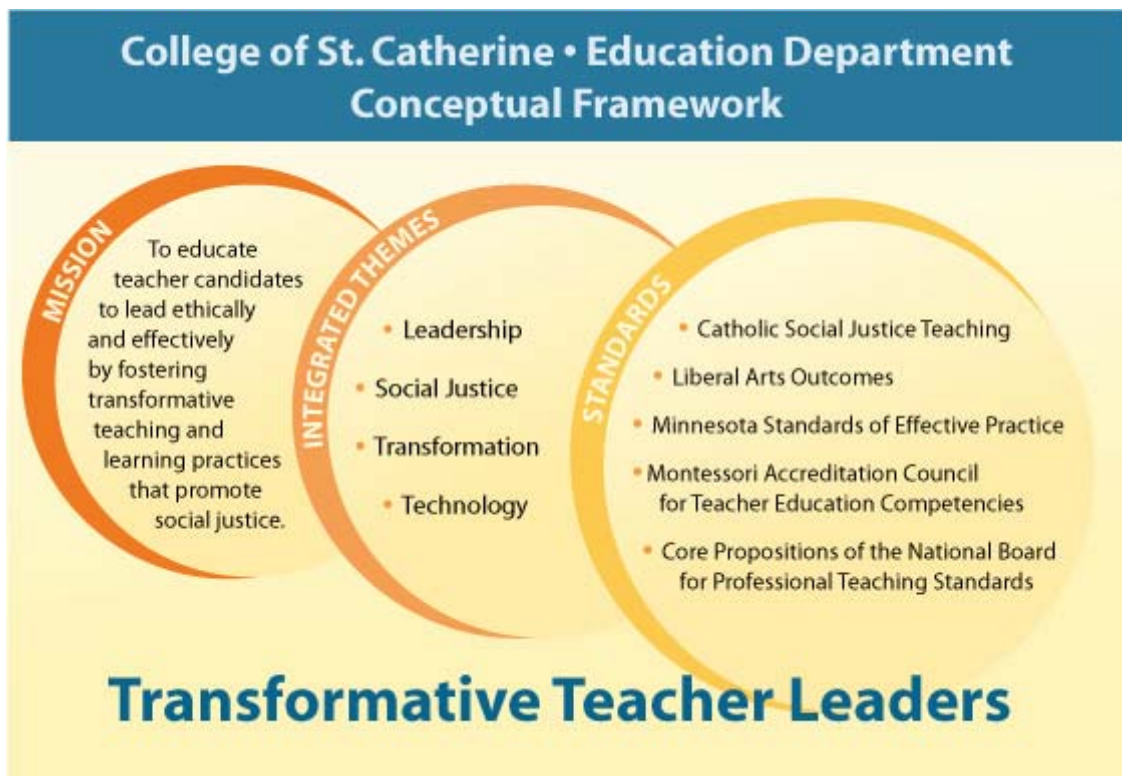 College of St. Catherine • Education Department
Conceptual Framework
MISSION
To educate
teacher candidates
to lead ethically
and effectively
by fostering
transformative
teaching and
learning practices
that promote
social justice.
INTEGRATED THEMES
• Leadership
• Social Justice
• Transformation
• Technology
STANDARDS
• Catholic Social Justice Teaching
• Liberal Arts Outcomes
• Minnesota Standards of Effective Practice
• Montessori Accreditation Council
for Teacher Education Competencies
• Core Propositions of the National Board
for Professional Teaching Standards
Transformative Teacher Leaders